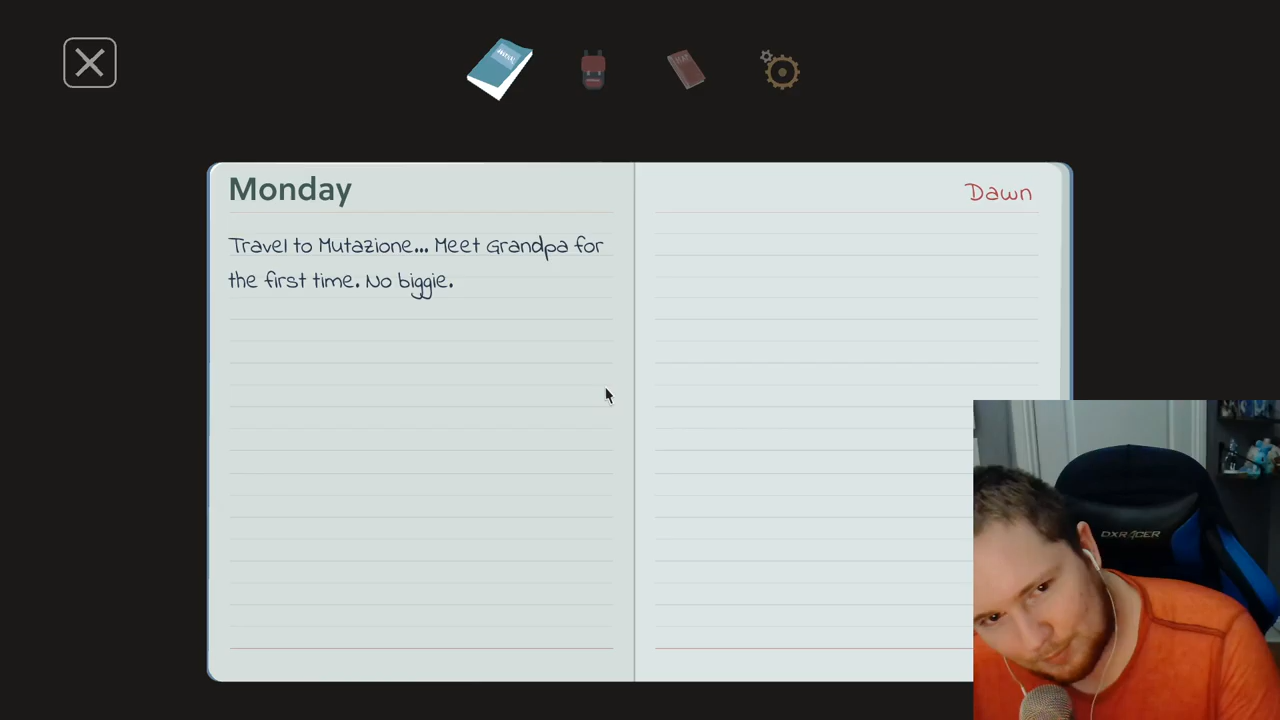 Monday
Dawn
Travel to Mutazione... Meet Grandpa for
the first time. No biggie.
DXRACER